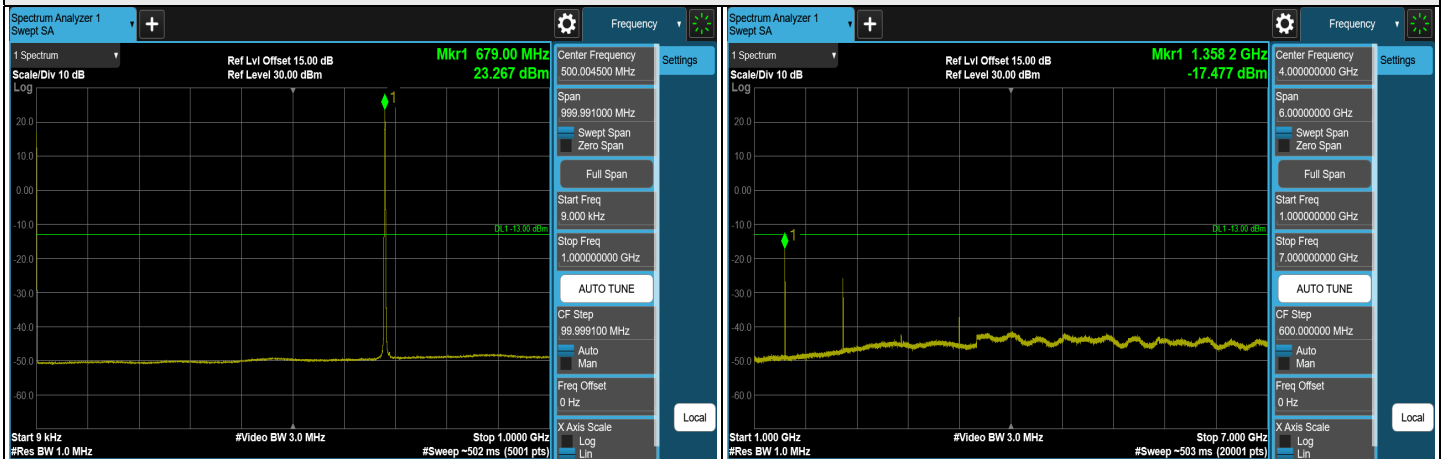 Spectrum Analyzer 1
Swept SA
Frequency
1 Spectrum
Scale/Div 10 dB
Log
Ref Lvl Offset 15.00 dB
Ref Level 30.00 dBm
Mkr1 679.00 MHz
23.267 dBm
1
20.0
10.0
0.00
-10.0
-20.0
-30.0
-40.0
-50.0
-60.0
DL1 -13.00 dBm
Start 9 kHz
#Res BW 1.0 MHz
#Video BW 3.0 MHz
Stop 1.0000 GHz
#Sweep ~502 ms (5001 pts)
Center Frequency
500.004500 MHz
Span
999.991000 MHz
Swept Span
Zero Span
Full Span
Start Freq
9.000 kHz
Stop Freq
1.000000000 GHz
AUTO TUNE
CF Step
99.999100 MHz
Auto
Man
Freq Offset
0 Hz
X Axis Scale
Log
Lin
Settings
Local
Spectrum Analyzer 1
Swept SA
Frequency
1 Spectrum
Scale/Div 10 dB
Log
Ref Lvl Offset 15.00 dB
Ref Level 30.00 dBm
Mkr1 1.358 2 GHz
-17.477 dBm
1
20.0
10.0
0.00
-10.0
-20.0
-30.0
-40.0
-50.0
-60.0
DL1 -13.00 dBm
Start 1.000 GHz
#Res BW 1.0 MHz
#Video BW 3.0 MHz
Stop 7.000 GHz
#Sweep ~503 ms (20001 pts)
Center Frequency
4.000000000 GHz
Span
6.00000000 GHz
Swept Span
Zero Span
Full Span
Start Freq
1.000000000 GHz
Stop Freq
7.000000000 GHz
AUTO TUNE
CF Step
600.000000 MHz
Auto
Man
Freq Offset
0 Hz
X Axis Scale
Log
Lin
Settings
Local